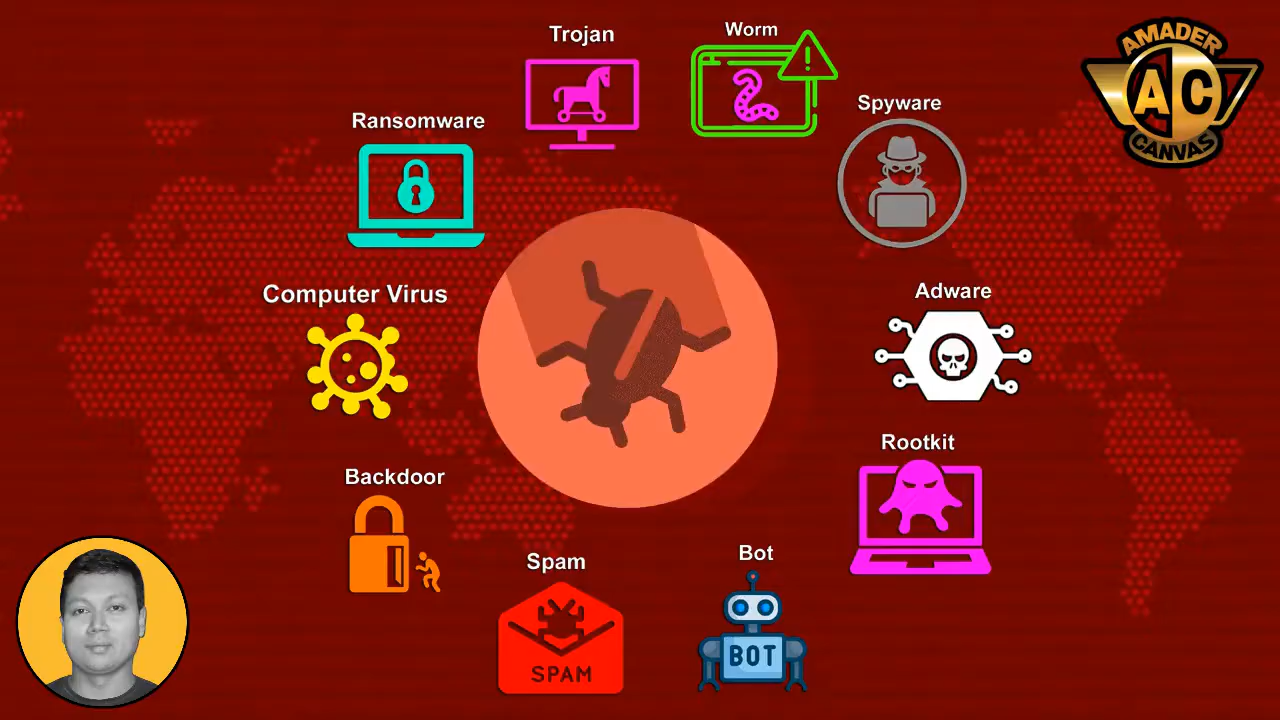 Trojan
Worm
AMADER
AC
CANVAS
Spyware
Ransomware
Computer Virus
Adware
Rootkit
Backdoor
Spam
SPAM
Bot
BOT